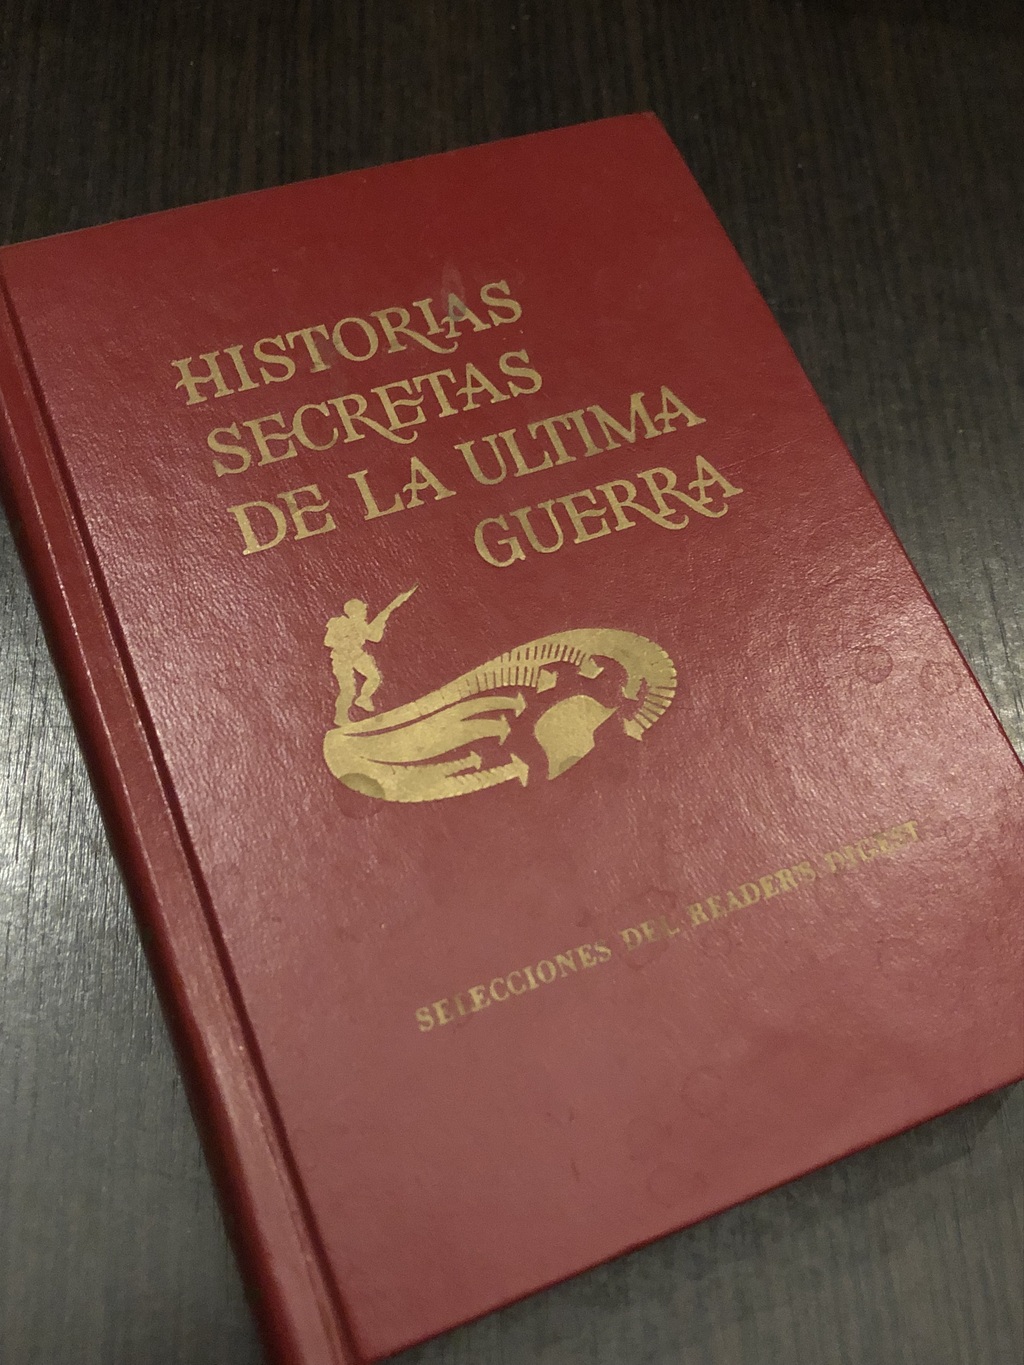 HISTORIAS
SECRETAS
DE LA ULTIMA
GUERRA
SELECCIONES DEL READER'S DIGEST